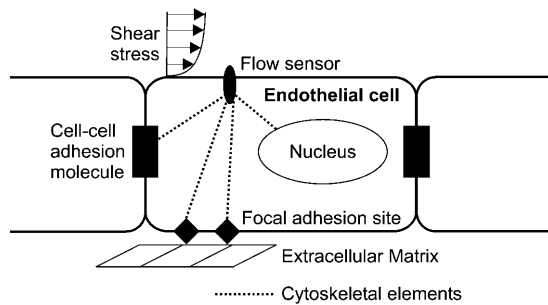 Shear
stress
Flow sensor
Endothelial cell
Cell-cell
adhesion
molecule
Nucleus
Focal adhesion site
Extracellular Matrix
Cytoskeletal elements